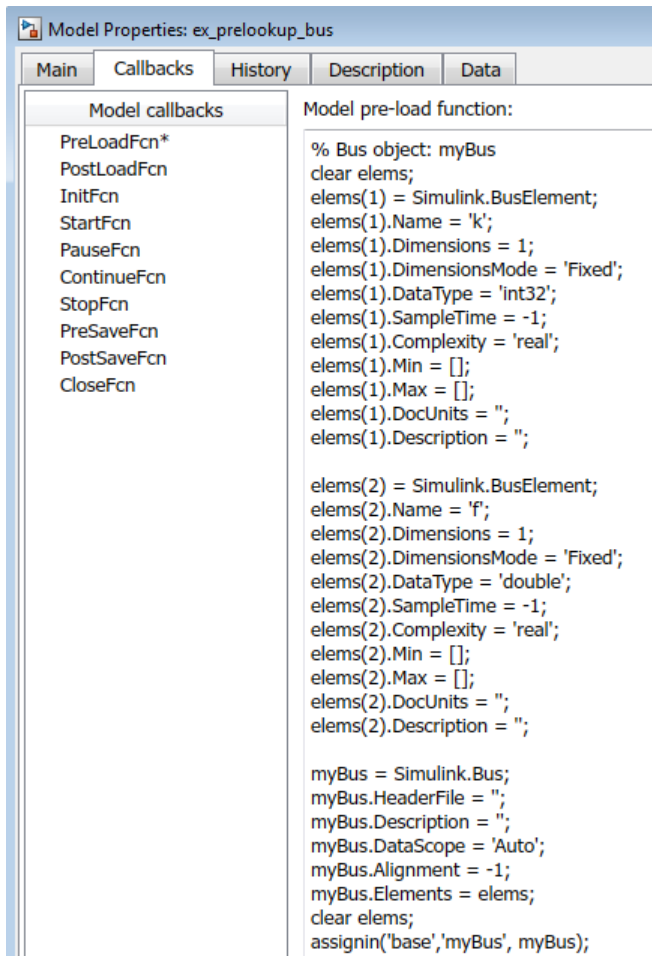 Model Properties: ex_prelookup_bus
Main Callbacks History Description Data
Model callbacks
PreLoadFcn*
PostLoadFcn
InitFcn
StartFcn
PauseFcn
ContinueFcn
StopFcn
PreSaveFcn
PostSaveFcn
CloseFcn
Model pre-load function:
% Bus object: myBus
clear elems;
elems(1) = Simulink.BusElement;
elems(1).Name = 'k';
elems(1).Dimensions = 1;
elems(1).DimensionsMode = 'Fixed';
elems(1).DataType = 'int32';
elems(1).SampleTime = -1;
elems(1).Complexity = 'real';
elems(1).Min = [];
elems(1).Max = [];
elems(1).DocUnits = '';
elems(1).Description = '';
elems(2) = Simulink.BusElement;
elems(2).Name = 'f';
elems(2).Dimensions = 1;
elems(2).DimensionsMode = 'Fixed';
elems(2).DataType = 'double';
elems(2).SampleTime = -1;
elems(2).Complexity = 'real';
elems(2).Min = [];
elems(2).Max = [];
elems(2).DocUnits = '';
elems(2).Description = '';
myBus = Simulink.Bus;
myBus.HeaderFile = '';
myBus.Description = '';
myBus.DataScope = 'Auto';
myBus.Alignment = -1;
myBus.Elements = elems;
clear elems;
assignin('base','myBus', myBus);